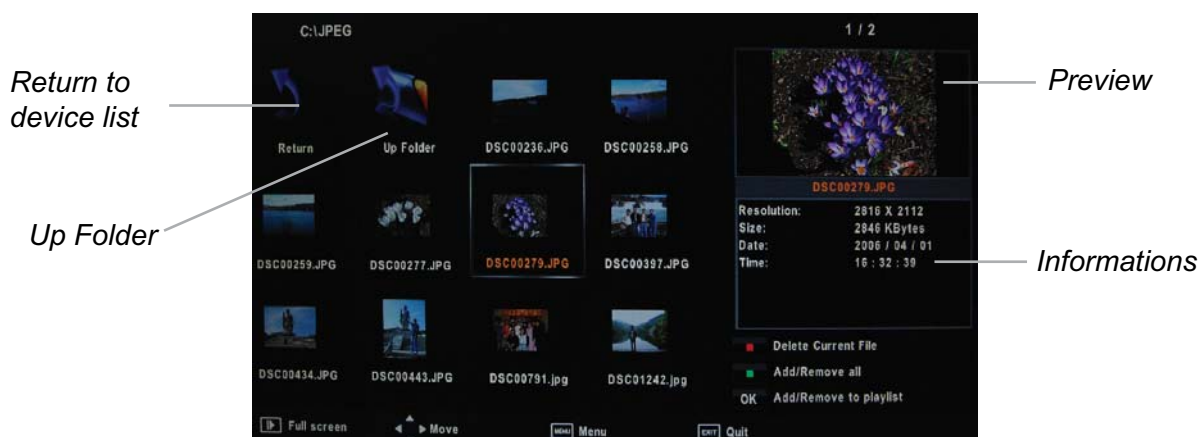 C:\JPEG
1 / 2
Return to
device list
Preview
Return
Up Folder
DSC00236.JPG
DSC00258.JPG
DSC00279.JPG
Resolution: 2816 X 2112
Size: 2846 KBytes
Date: 2006 / 04 / 01
Time: 16 : 32 : 39
Up Folder
Informations
DSC00259.JPG
DSC00277.JPG
DSC00279.JPG
DSC00397.JPG
DSC00434.JPG
DSC00443.JPG
DSC00791.jpg
DSC01242.jpg
Delete Current File
Add/Remove all
OK Add/Remove to playlist
Full screen
Move
MENU Menu
EXIT Quit